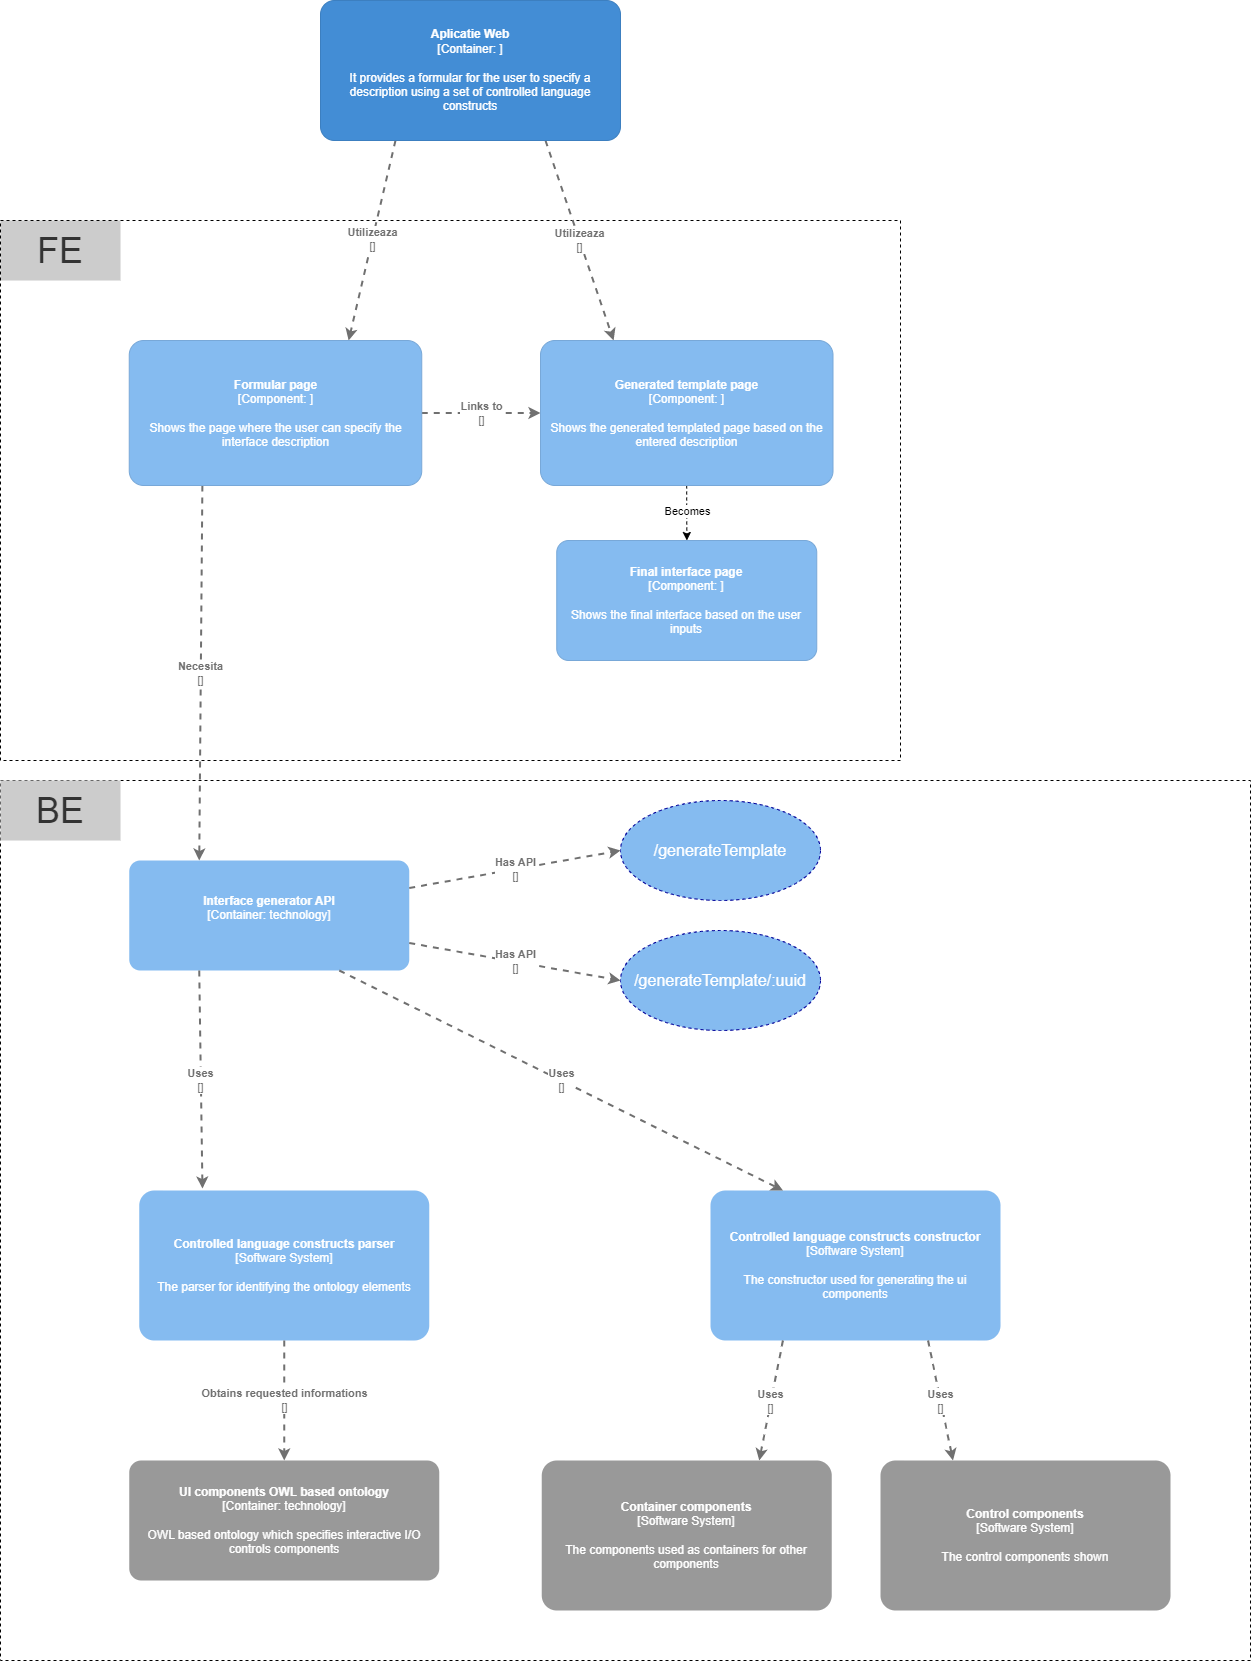 Aplicatie Web
[Container: ]
It provides a formular for the user to specify a
description using a set of controlled language
constructs
FE
Utilizeaza
[]
Utilizeaza
[]
Formular page
[Component: ]
Shows the page where the user can specify the
interface description
Links to
[]
Generated template page
[Component: ]
Shows the generated templated page based on the
entered description
Becomes
Final interface page
[Component: ]
Shows the final interface based on the user
inputs
Necesita
[]
BE
Interface generator API
[Container: technology]
Has API
[]
/generateTemplate
Has API
[]
/generateTemplate/:uuid
Uses
[]
Uses
[]
Controlled language constructs parser
[Software System]
The parser for identifying the ontology elements
Controlled language constructs constructor
[Software System]
The constructor used for generating the ui
components
Obtains requested informations
[]
Uses
[]
Uses
[]
UI components OWL based ontology
[Container: technology]
OWL based ontology which specifies interactive I/O
controls components
Container components
[Software System]
The components used as containers for other
components
Control components
[Software System]
The control components shown